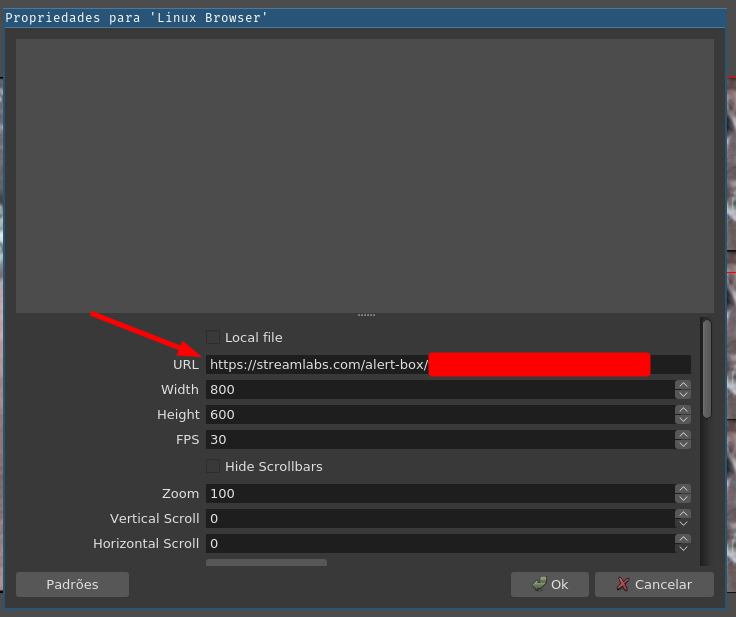 Propriedades para 'Linux Browser'
Local file
URL https://streamlabs.com/alert-box/
Width 800
Height 600
FPS 30
Hide Scrollbars
Zoom 100
Vertical Scroll 0
Horizontal Scroll 0
Padrões Ok Cancelar